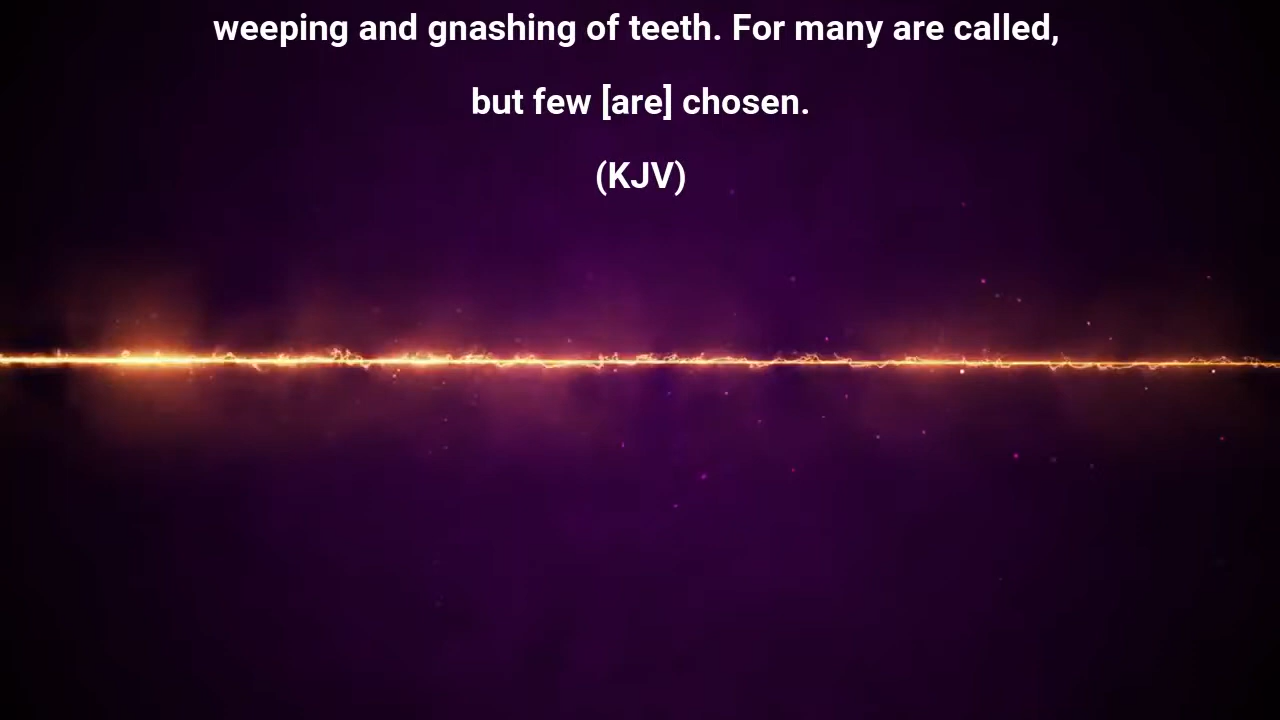 weeping and gnashing of teeth. For many are called,
but few [are] chosen.
(KJV)